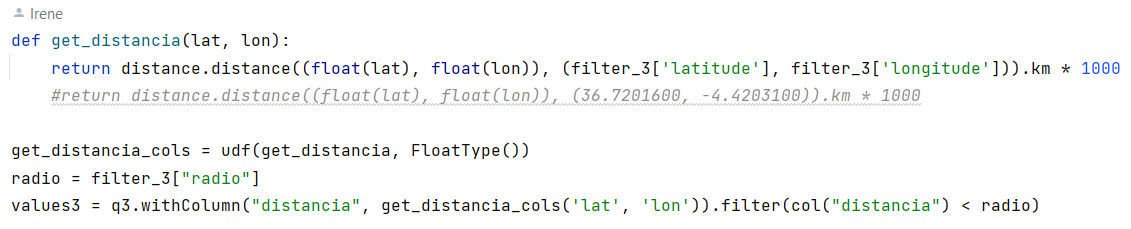 Irene
def get_distancia(lat, lon):
    return distance.distance((float(lat), float(lon)), (filter_3['latitude'], filter_3['longitude'])).km * 1000
    #return distance.distance((float(lat), float(lon)), (36.7201600, -4.4203100)).km * 1000
get_distancia_cols = udf(get_distancia, FloatType())
radio = filter_3["radio"]
values3 = q3.withColumn("distancia", get_distancia_cols('lat', 'lon')).filter(col("distancia") < radio)